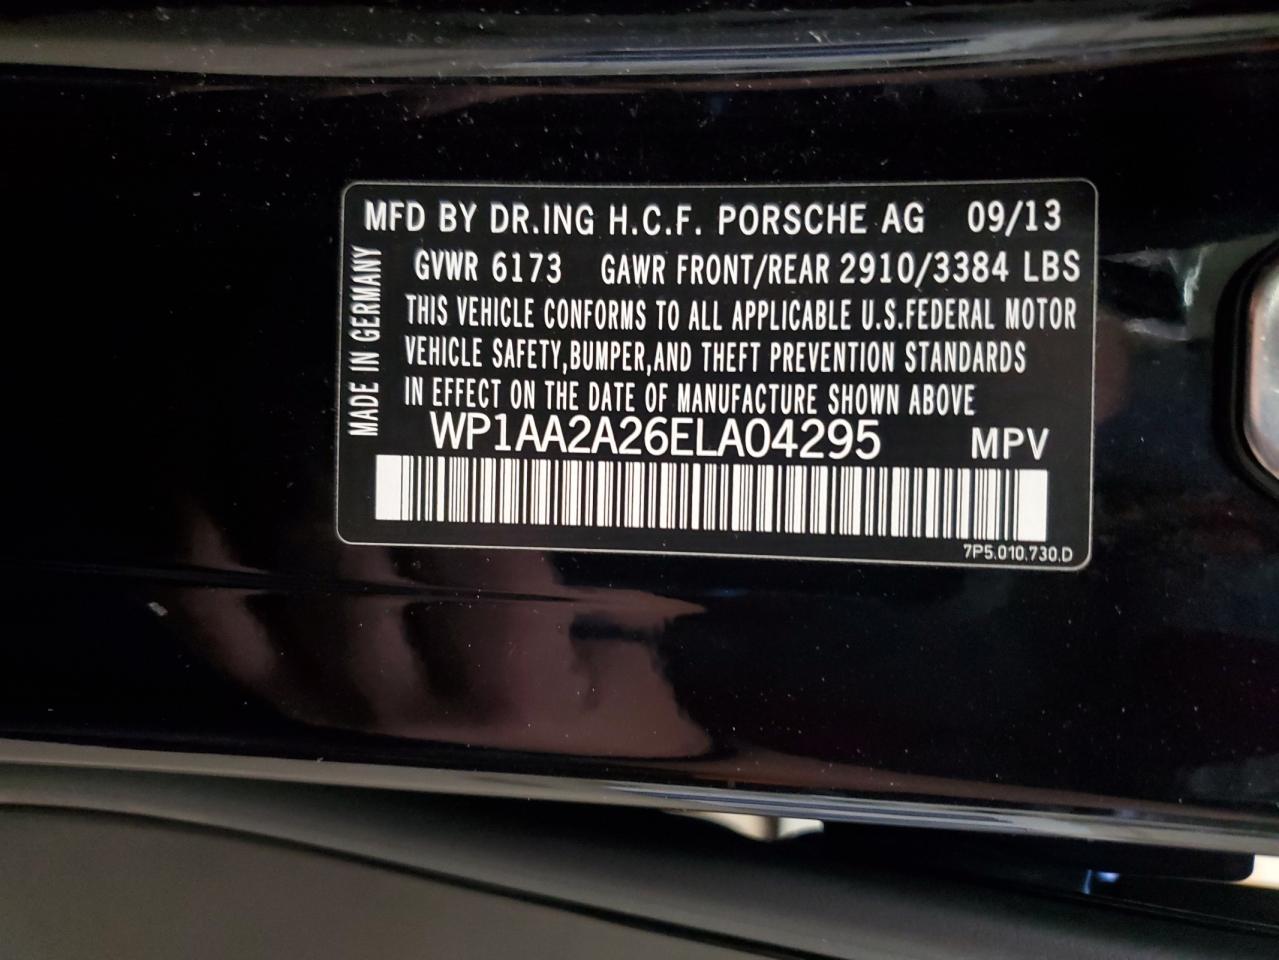 MFD BY DR.ING H.C.F. PORSCHE AG 09/13
GVWR 6173 GAWR FRONT/REAR 2910/3384 LBS
THIS VEHICLE CONFORMS TO ALL APPLICABLE U.S.FEDERAL MOTOR
VEHICLE SAFETY,BUMPER,AND THEFT PREVENTION STANDARDS
IN EFFECT ON THE DATE OF MANUFACTURE SHOWN ABOVE
WP1AA2A26ELA04295 MPV
7P5.010.730.D
MADE IN GERMANY